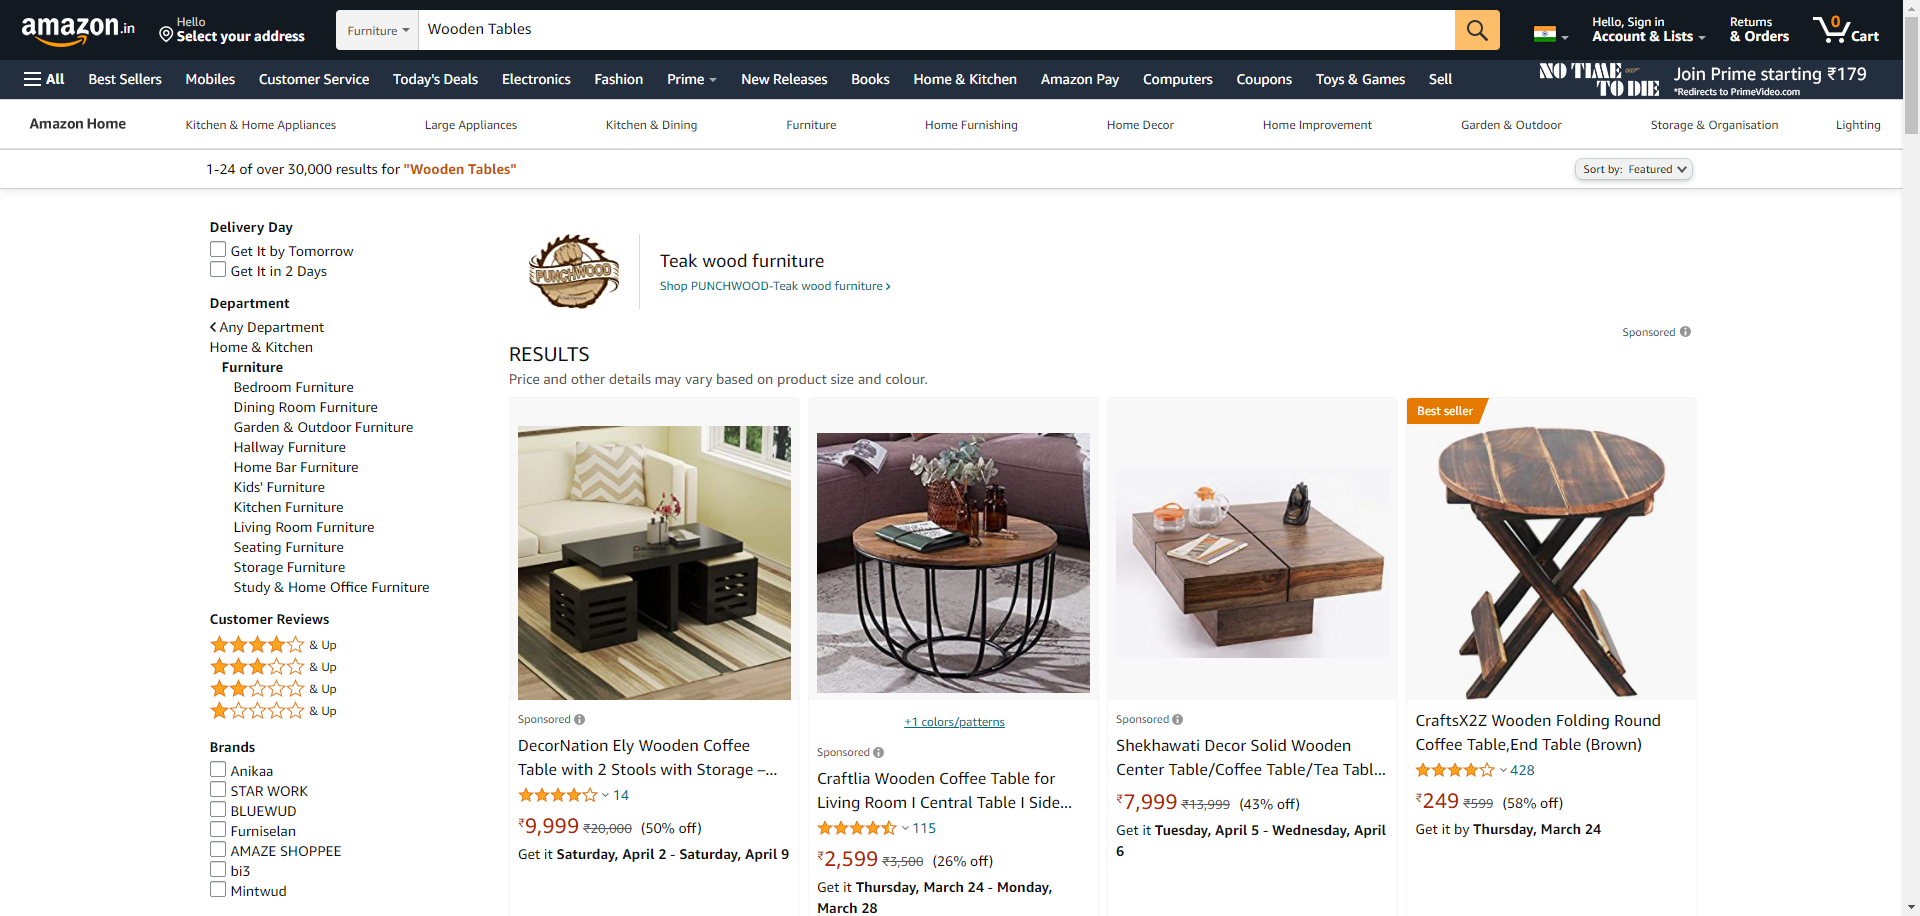 amazon.in
Hello
Select your address
Furniture
Wooden Tables
Hello, Sign in
Account & Lists
Returns
& Orders
0
Cart
All
Best Sellers
Mobiles
Customer Service
Today's Deals
Electronics
Fashion
Prime
New Releases
Books
Home & Kitchen
Amazon Pay
Computers
Coupons
Toys & Games
Sell
NO TIME
007
TO DIE
Join Prime starting ₹179
*Redirects to PrimeVideo.com
Amazon Home
Kitchen & Home Appliances
Large Appliances
Kitchen & Dining
Furniture
Home Furnishing
Home Decor
Home Improvement
Garden & Outdoor
Storage & Organisation
Lighting
1-24 of over 30,000 results for "Wooden Tables"
Sort by: Featured
Delivery Day
Get It by Tomorrow
Get It in 2 Days
Department
Any Department
Home & Kitchen
Furniture
Bedroom Furniture
Dining Room Furniture
Garden & Outdoor Furniture
Hallway Furniture
Home Bar Furniture
Kids' Furniture
Kitchen Furniture
Living Room Furniture
Seating Furniture
Storage Furniture
Study & Home Office Furniture
Customer Reviews
& Up
& Up
& Up
& Up
Brands
Anikaa
STAR WORK
BLUEWUD
Furniselan
AMAZE SHOPPEE
bi3
Mintwud
PUNCHWOOD
Teak wood furniture
Shop PUNCHWOOD-Teak wood furniture ›
Sponsored
RESULTS
Price and other details may vary based on product size and colour.
Sponsored
DecorNation Ely Wooden Coffee
Table with 2 Stools with Storage –...
14
₹9,999 ₹20,000 (50% off)
Get it Saturday, April 2 - Saturday, April 9
+1 colors/patterns
Sponsored
Craftlia Wooden Coffee Table for
Living Room I Central Table I Side...
115
₹2,599 ₹3,500 (26% off)
Get it Thursday, March 24 - Monday,
March 28
Sponsored
Shekhawati Decor Solid Wooden
Center Table/Coffee Table/Tea Tabl...
₹7,999 ₹13,999 (43% off)
Get it Tuesday, April 5 - Wednesday, April
6
Best seller
CraftsX2Z Wooden Folding Round
Coffee Table,End Table (Brown)
428
₹249 ₹599 (58% off)
Get it by Thursday, March 24